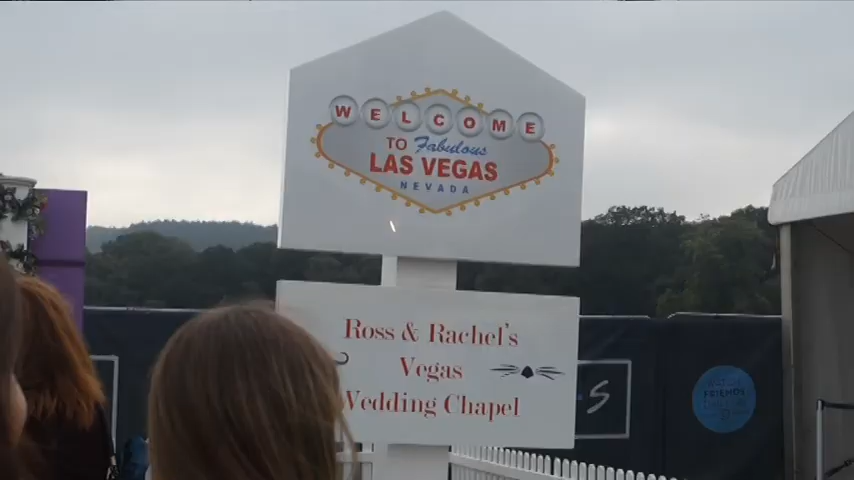 WELCOME
TO Fabulous
LAS VEGAS
NEVADA
Ross & Rachel's
Vegas
Wedding Chapel
S
FRIENDS